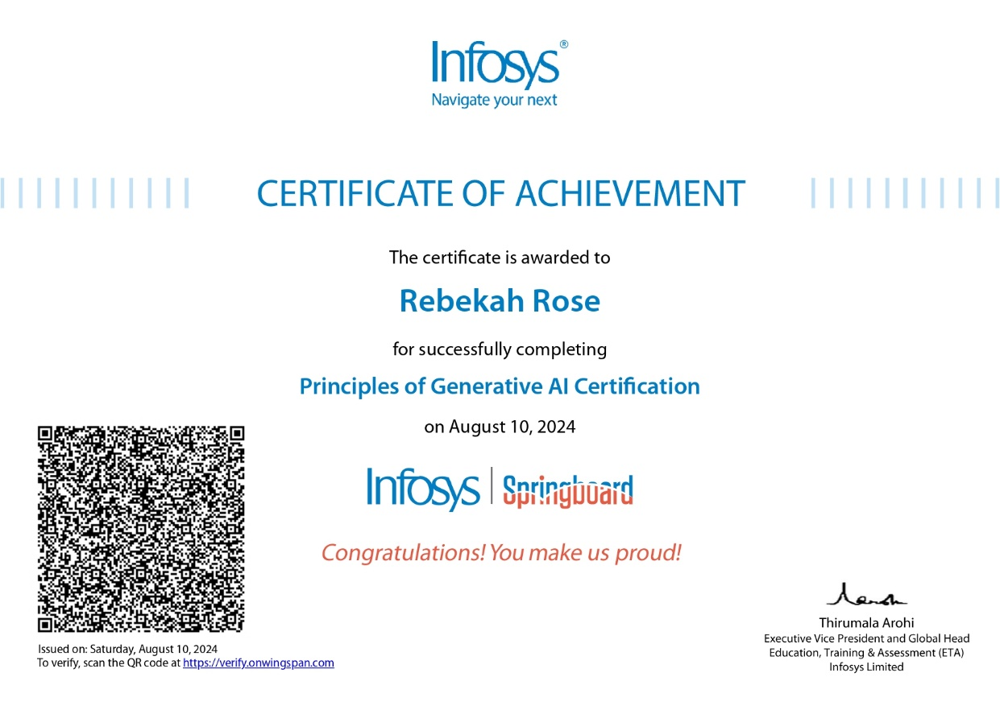 Infosys®
Navigate your next
CERTIFICATE OF ACHIEVEMENT
The certificate is awarded to
Rebekah Rose
for successfully completing
Principles of Generative AI Certification
on August 10, 2024
Infosys | Springboard
Congratulations! You make us proud!
Issued on: Saturday, August 10, 2024
To verify, scan the QR code at https://verify.onwingspan.com
Thirumala Arohi
Executive Vice President and Global Head
Education, Training & Assessment (ETA)
Infosys Limited